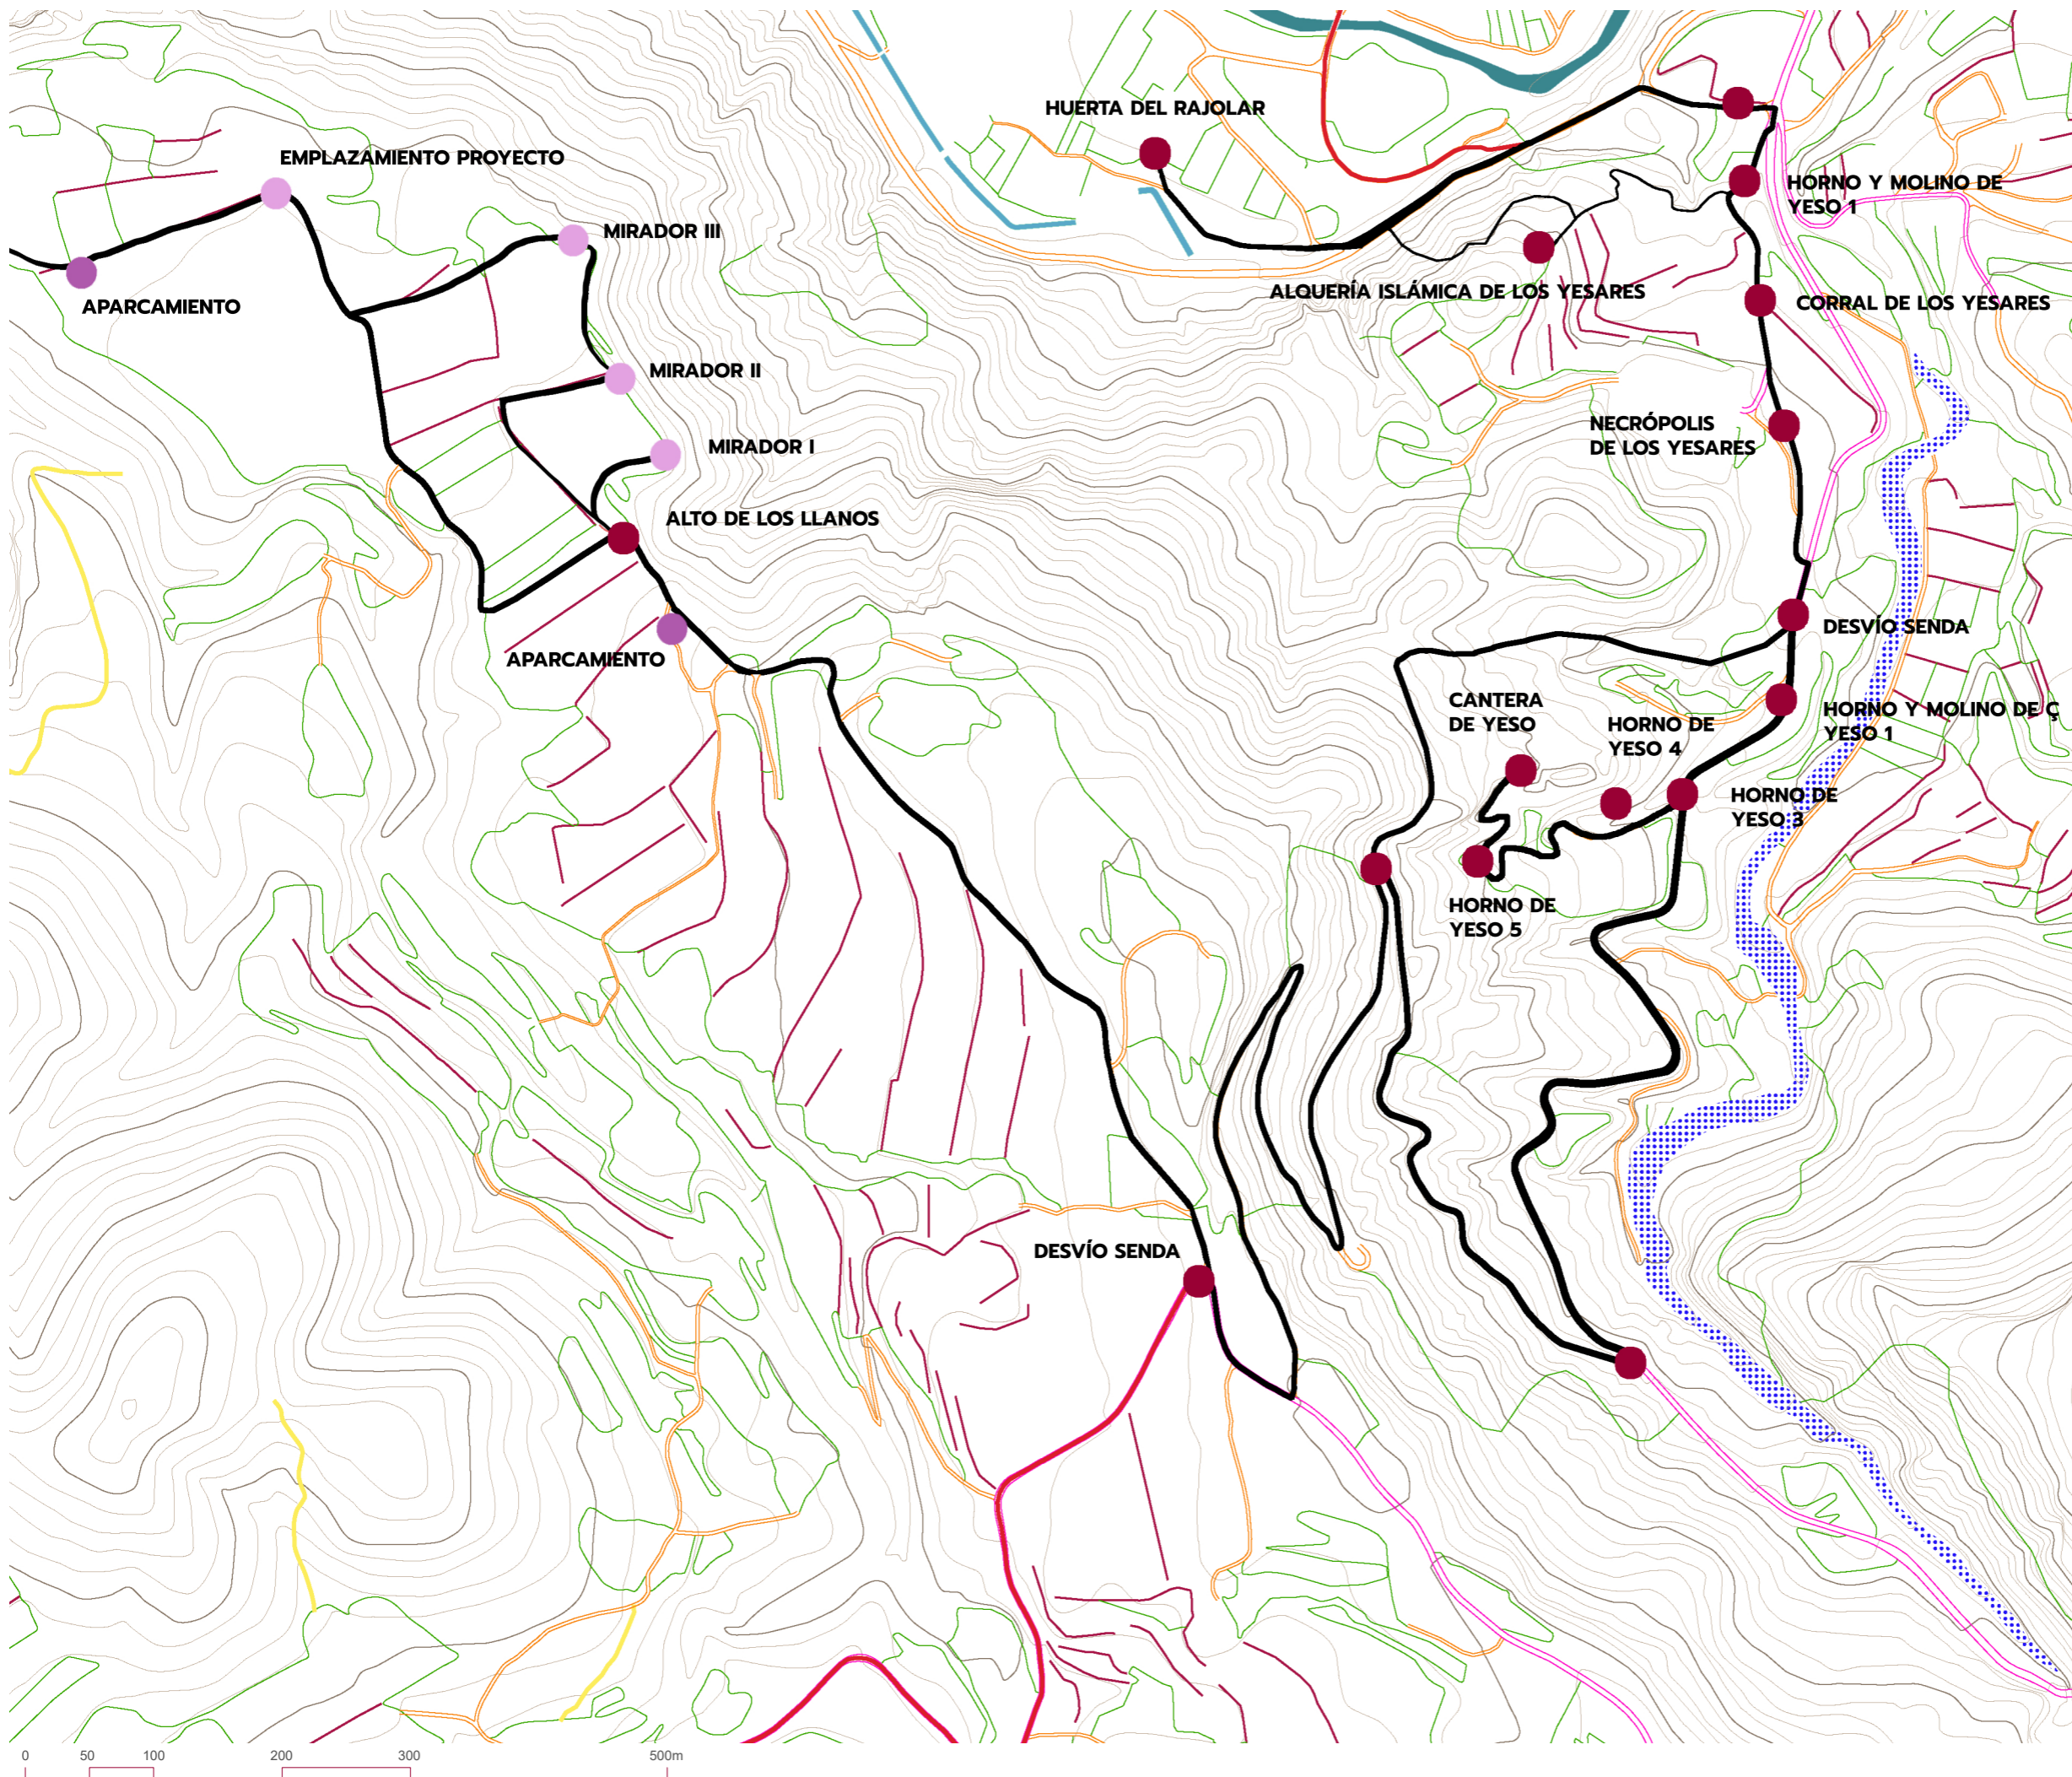 HUERTA DEL RAJOLAR
EMPLAZAMIENTO PROYECTO
HORNO Y MOLINO DE
YESO 1
MIRADOR III
ALQUERÍA ISLÁMICA DE LOS YESARES
CORRAL DE LOS YESARES
APARCAMIENTO
MIRADOR II
NECRÓPOLIS
DE LOS YESARES
MIRADOR I
ALTO DE LOS LLANOS
DESVÍO SENDA
APARCAMIENTO
CANTERA
DE YESO
HORNO DE
YESO 4
HORNO Y MOLINO DE Ç
YESO 1
HORNO DE
YESO 3
HORNO DE
YESO 5
DESVÍO SENDA
0 50 100 200 300 500m